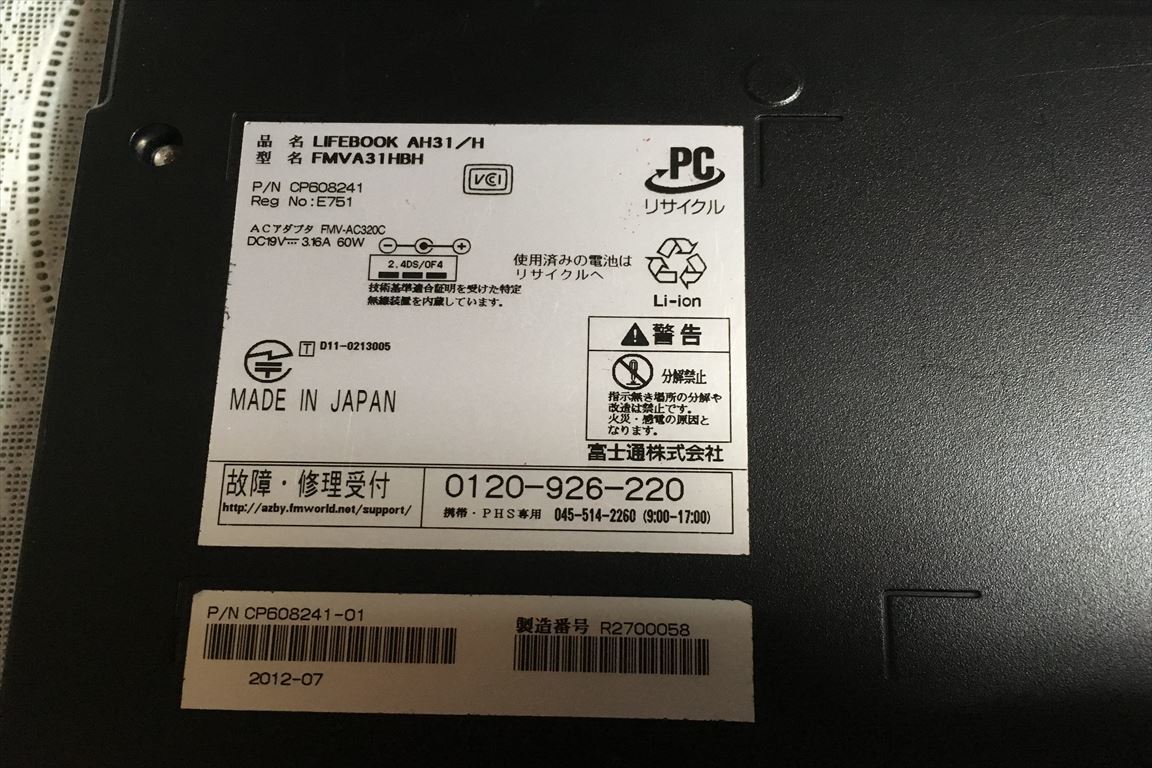 品 名 LIFEBOOK AH31/H
型 名 FMVA31HBH
VCI
PC
リサイクル
P/N CP608241
Reg No:E751
ACアダプタ FMV-AC320C
DC19V 3.16A 60W
2.4DS/OF4
技術基準適合証明を受けた特定
無線装置を内蔵しています。
使用済みの電池は
リサイクルへ
Li-ion
警告
分解禁止
指示無き場所の分解や
改造は禁止です。
火災・感電の原因と
なります。
T D11-0213005
MADE IN JAPAN
富士通株式会社
故障・修理受付
http://azby.fmworld.net/support/
0120-926-220
携帯・PHS専用 045-514-2260 (9:00-17:00)
P/N CP608241-01
2012-07
製造番号 R2700058